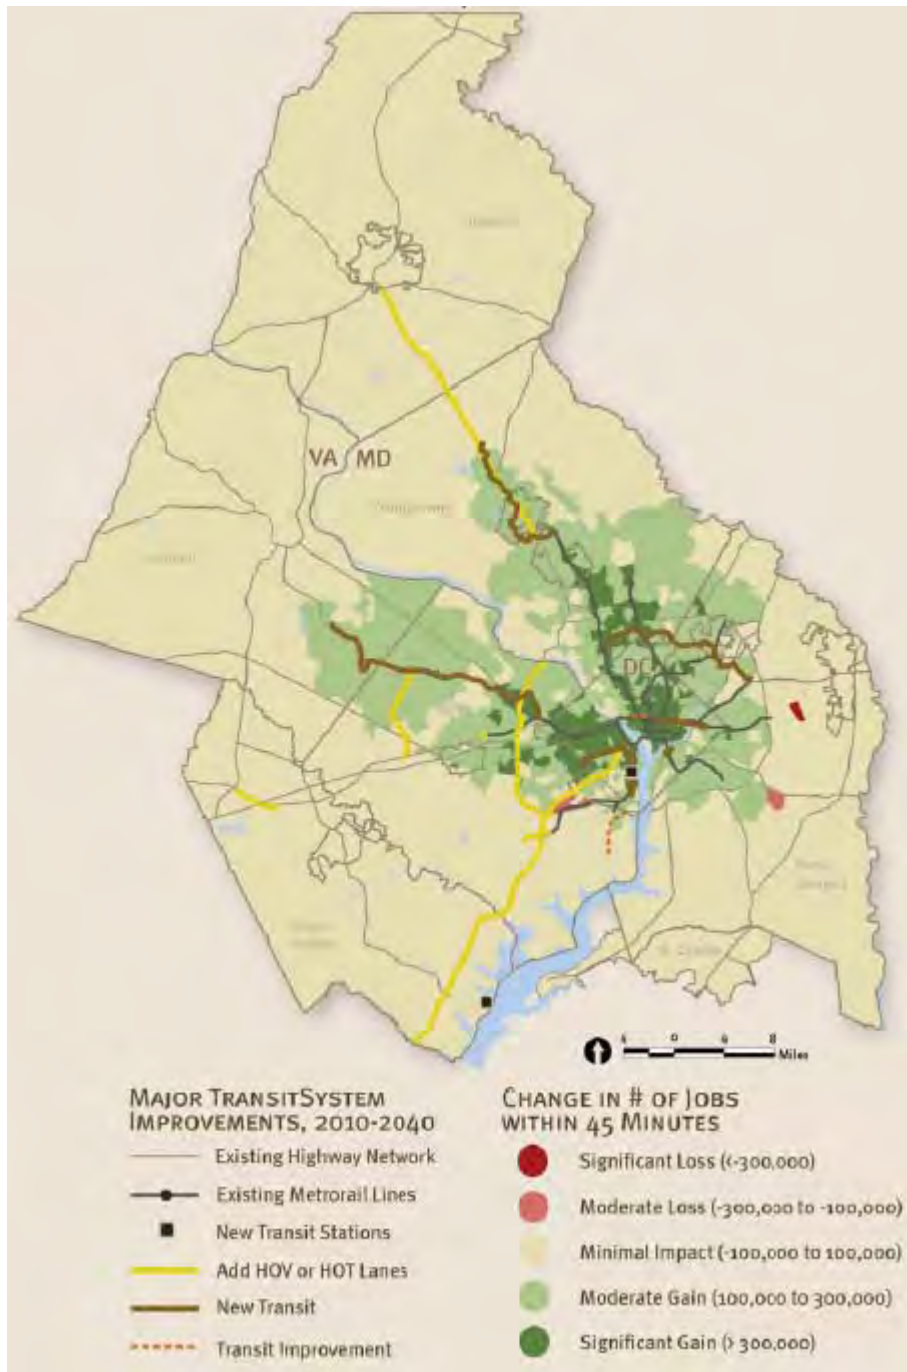 VA MD
DC
Miles
MAJOR TRANSITSYSTEM
IMPROVEMENTS, 2010-2040
Existing Highway Network
Existing Metrorail Lines
New Transit Stations
Add HOV or HOT Lanes
New Transit
Transit Improvement
CHANGE IN # OF JOBS
WITHIN 45 MINUTES
Significant Loss (<-300,000)
Moderate Loss (-300,000 to -100,000)
Minimal Impact (-100,000 to 100,000)
Moderate Gain (100,000 to 300,000)
Significant Gain (> 300,000)